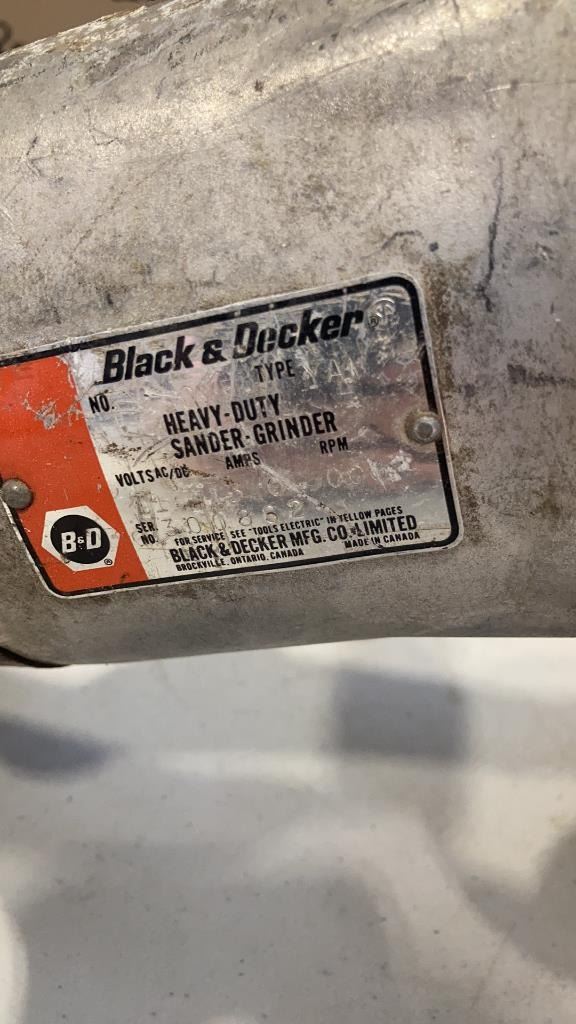 Black & Decker
TYPE
NO.
HEAVY-DUTY
SANDER-GRINDER
VOLTS AC/DC AMPS RPM
SER.
NO.
FOR SERVICE SEE "TOOLS ELECTRIC" IN YELLOW PAGES
BLACK & DECKER MFG. CO. LIMITED
BROCKVILLE, ONTARIO, CANADA MADE IN CANADA
B&D
®